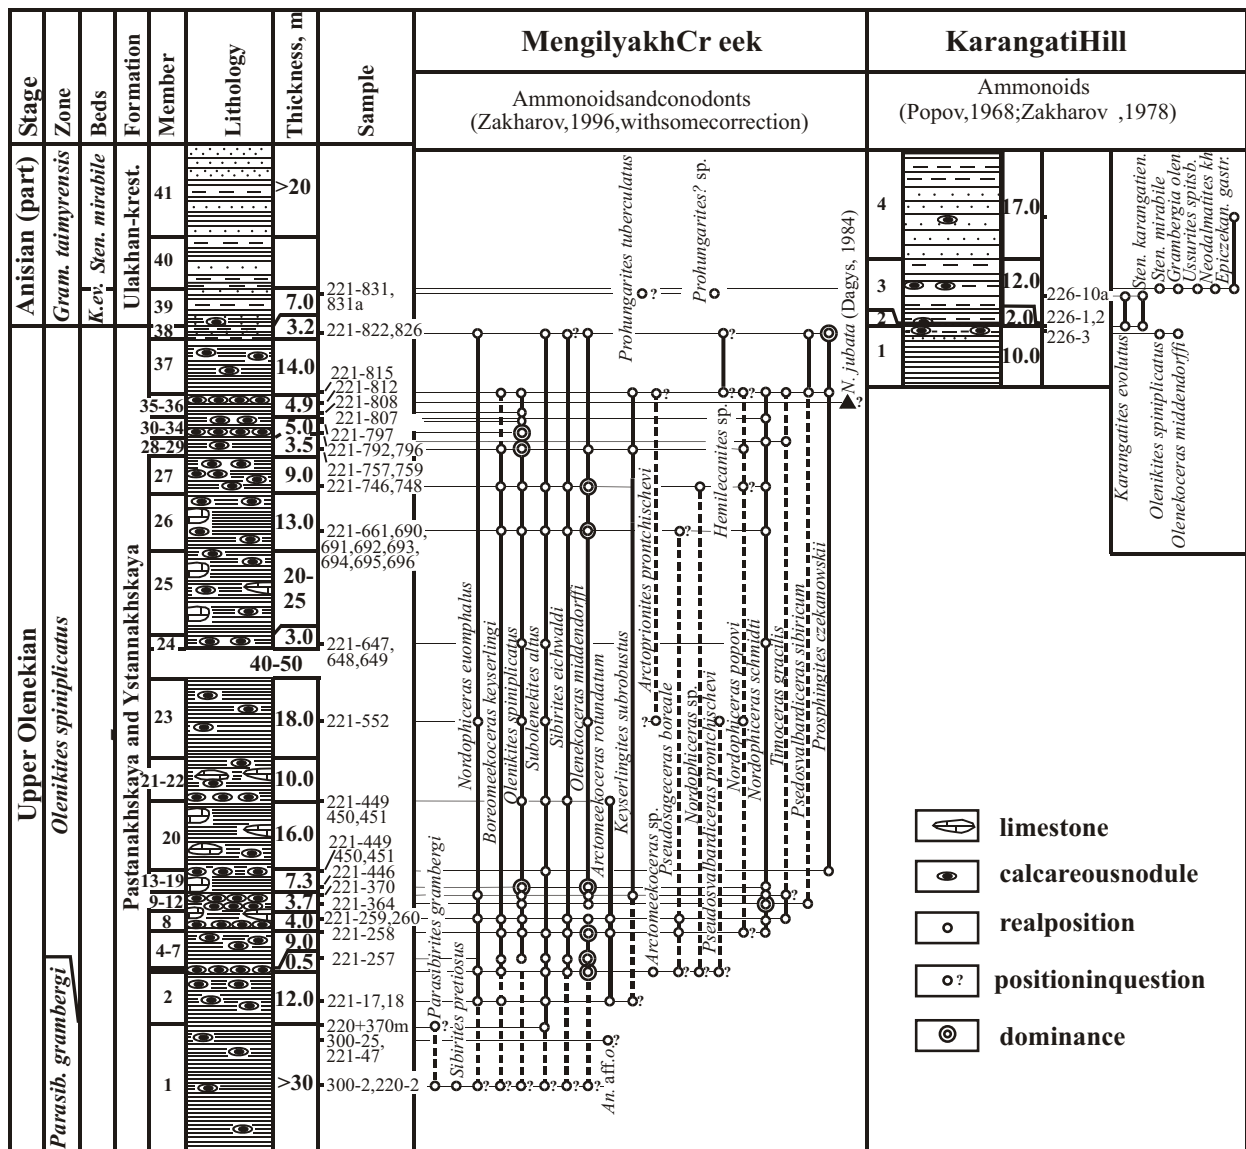 Stage
Zone
Beds
Formation
Member
Lithology
Thickness, m
Sample
MengilyakhCr eek
Ammonoidsandconodonts
(Zakharov,1996,withsomecorrection)
KarangatiHill
Ammonoids
(Popov,1968;Zakharov ,1978)
Anisian (part)
Upper Olenekian
Gram. taimyrensis
Olenikites spiniplicatus
Parasib. grambergi
Sten. mirabile
K.ev.
Ulakhan-krest.
Pastanakhskaya and Ystannakhskaya
41
40
39
38
37
35-36
30-34
28-29
27
26
25
24
23
21-22
20
13-19
9-12
8
4-7
2
1
>20
7.0
3.2
14.0
4.9
5.0
3.5
9.0
13.0
20-
25
3.0
40-50
18.0
10.0
16.0
7.3
3.7
4.0
9.0
0.5
12.0
>30
221-831,
831a
221-822,826
221-815
221-812
221-808
221-807
221-797
221-792,796
221-757,759
221-746,748
221-661,690,
691,692,693,
694,695,696
221-647,
648,649
221-552
221-449
450,451
221-449
450,451
221-446
221-370
221-364
221-259,260
221-258
221-257
221-17,18
220+370m
300-25,
221-47
300-2,220-2
Parasibirites grambergi
Sibirites pretiosus
Nordophiceras euomphalus
Boreomeekoceras keyserlingi
Olenikites spiniplicatus
Subolenekites altus
Sibirites eichwaldi
Olenekoceras middendorffi
Arctomeekoceras rotundatum
An. aff.o.
Keyserlingites subrobustus
Arctoprionites prontchischevi
Arctomeekoceras sp.
Pseudosageceras boreale
Nordophiceras sp.
Pseudosvalbardiceras prontchischevi
Hemilecanites sp.
Nordophiceras popovi
Nordophiceras schmidti
Timoceras gracilis
Psedosvalbardiceras sibiricum
Prosphingites czekanowskii
Prohungarites tuberculatus
Prohungarites? sp.
N. jubata (Dagys, 1984)
? ? ? ? ? ? ? ? ? ? ? ? ? ? ? ? ? ? ? ? ? ? ? ?
4
3
2
1
17.0
12.0
2.0
10.0
226-10a
226-1,2
226-3
Karangatites evolutus
Sten. karangatien.
Sten. mirabile
Grambergia olen
Ussurites spitsb.
Neodalmatites kh
Epiczekan. gastr.
Olenikites spiniplicatus
Olenekoceras middendorffi
limestone
calcareousnodule
realposition
? positioninquestion
dominance